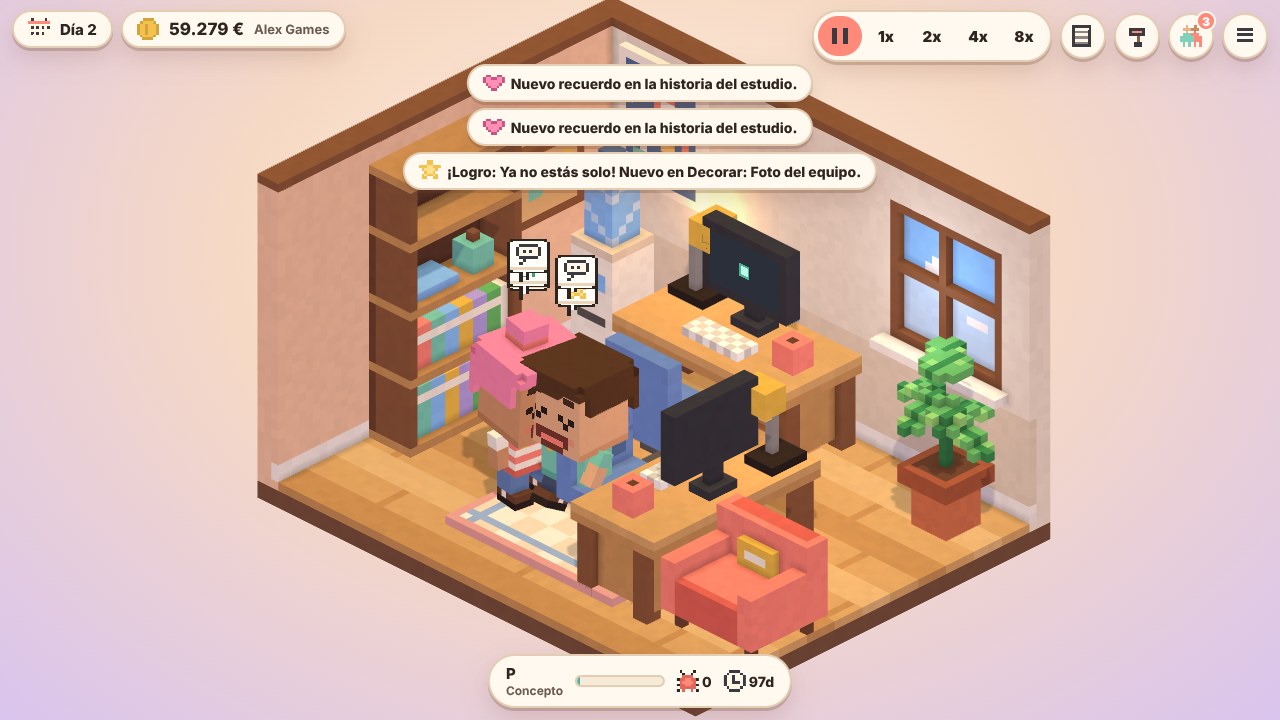 Día 2
59.279 €
Alex Games
1x
2x
4x
8x
3
Nuevo recuerdo en la historia del estudio.
Nuevo recuerdo en la historia del estudio.
¡Logro: Ya no estás solo! Nuevo en Decorar: Foto del equipo.
P
Concepto
0
97d